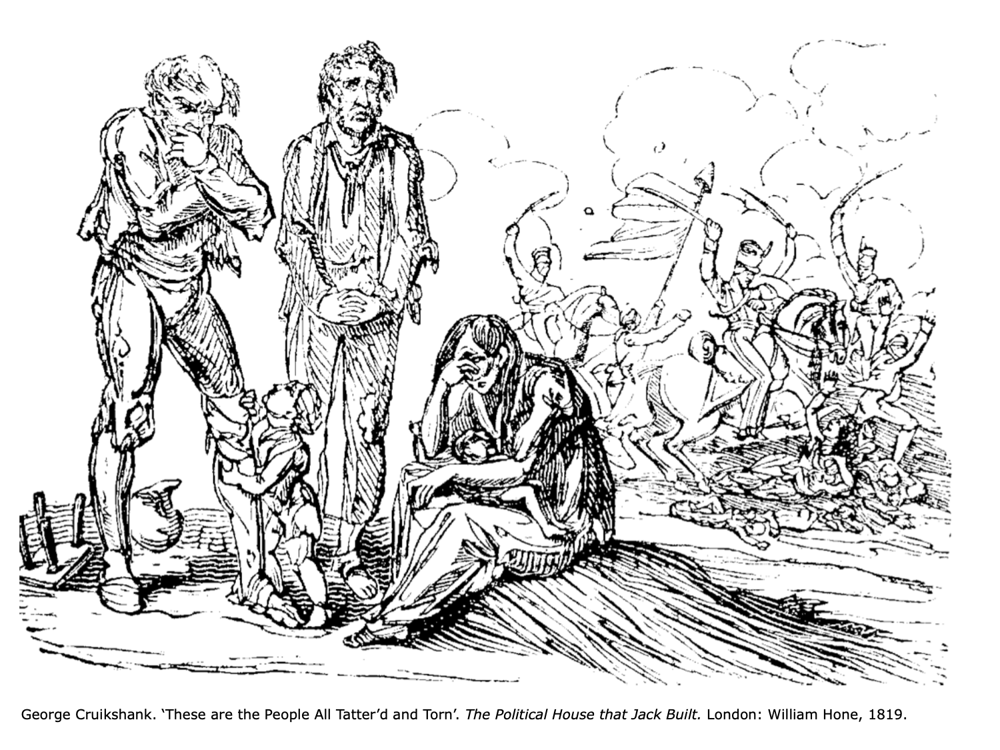 George Cruikshank. ‘These are the People All Tatter’d and Torn’. The Political House that Jack Built. London: William Hone, 1819.